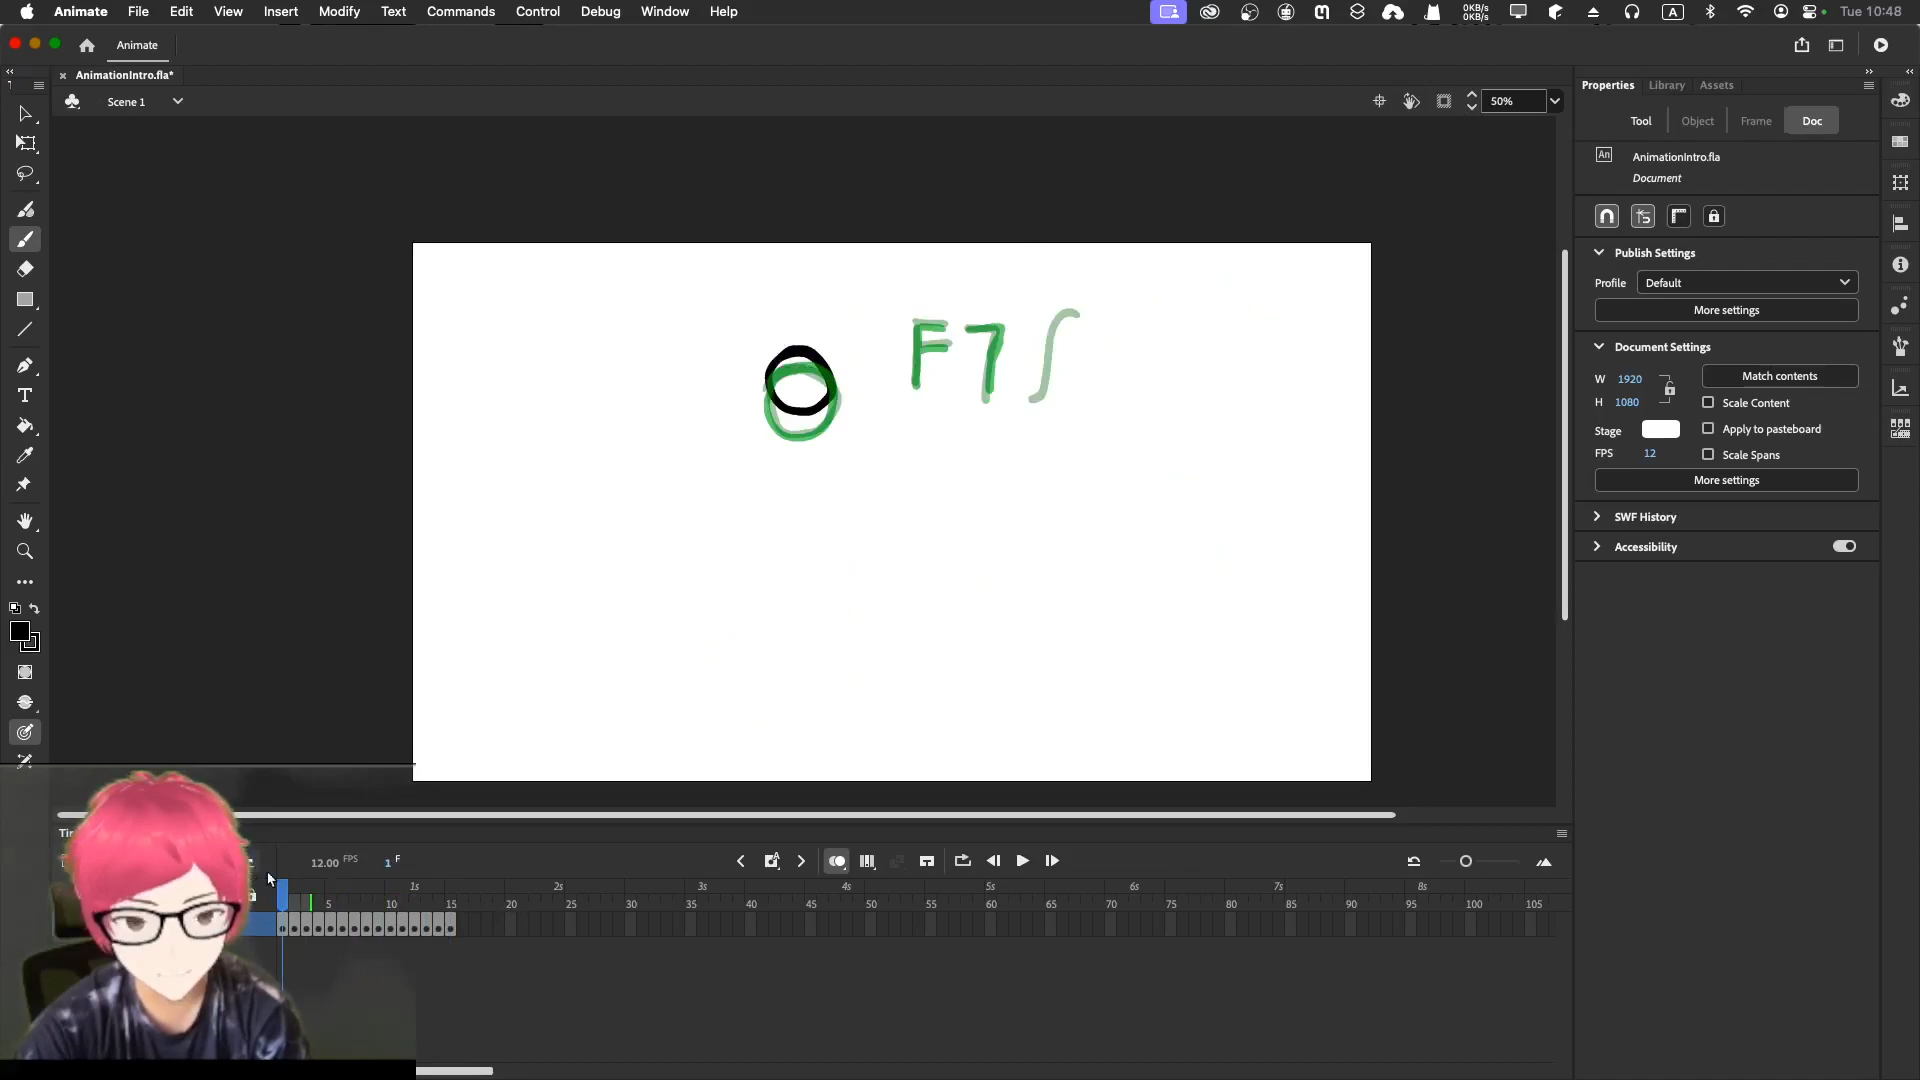 Animate File Edit View Insert Modify Text Commands Control Debug Window Help
0KB/s
0KB/s
A
Tue 10:48
Animate
AnimationIntro.fla*
Scene 1
50%
Properties Library Assets
Tool Object Frame Doc
An
AnimationIntro.fla
Document
Publish Settings
Profile Default
More settings
Document Settings
W 1920
H 1080
Match contents
Scale Content
Stage
Apply to pasteboard
FPS 12
Scale Spans
More settings
SWF History
Accessibility
F 7
T
12.00 FPS 1 F
1s 2s 3s 4s 5s 6s 7s 8s
5 10 15 20 25 30 35 40 45 50 55 60 65 70 75 80 85 90 95 100 105